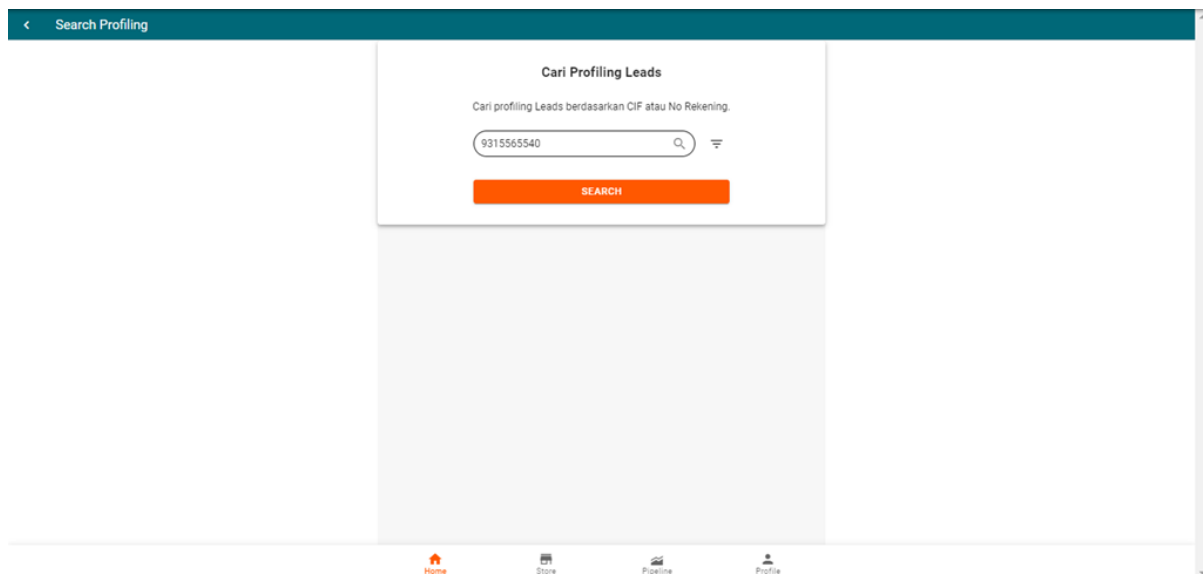 Search Profiling
Cari Profiling Leads
Cari profiling Leads berdasarkan CIF atau No Rekening.
9315565540
SEARCH
Home
Store
Pipeline
Profile